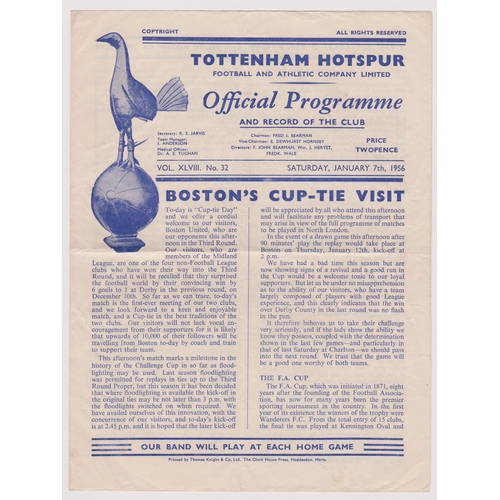 COPYRIGHT
ALL RIGHTS RESERVED
TOTTENHAM HOTSPUR
FOOTBALL AND ATHLETIC COMPANY LIMITED
Official Programme
AND RECORD OF THE CLUB
Secretary: R. S. JARVIS
Team Manager:
J. ANDERSON
Medical Officer:
Dr. A. E. TUGHAN
Chairman: FRED J. BEARMAN
Vice-Chairman: E. DEWHURST HORNSBY
Directors: F. JOHN BEARMAN, Wm. J. HERYET,
FREDK. WALE
PRICE
TWOPENCE
VOL. XLVIII. No. 32
SATURDAY, JANUARY 7th, 1956
BOSTON'S CUP-TIE VISIT
To-day is "Cup-tie Day"
and we offer a cordial
welcome to our visitors,
Boston United, who are
our opponents this after-
noon in the Third Round.
Our visitors, who are
members of the Midland
League, are one of the four non-Football League
clubs who have won their way into the Third
Round, and it will be recalled that they surprised
the football world by their convincing win by
6 goals to 1 at Derby in the previous round, on
December 10th. So far as we can trace, to-day's
match is the first-ever meeting of our two clubs,
and we look forward to a keen and enjoyable
match, and a Cup-tie in the best traditions of the
two clubs. Our visitors will not lack vocal en-
couragement from their supporters for it is likely
that upwards of 10,000 of their followers will be
travelling from Boston to-day by coach and train
to support their team.
This afternoon's match marks a milestone in
the history of the Challenge Cup in so far as flood-
lighting may be used. Last season floodlighting
was permitted for replays in ties up to the Third
Round Proper, but this season it has been decided
that where floodlighting is available the kick-off in
the original ties may be not later than 3 p.m. with
the floodlights switched on when required. We
have availed ourselves of this innovation, with the
concurrence of our visitors, and to-day's kick-off
is at 2.45 p.m. and it is hoped that the later kick-off
will be appreciated by all who attend this afternoon
and will facilitate any problems of transport that
may arise in view of the full programme of matches
to be played in North London.
In the event of a drawn game this afternoon after
90 minutes' play the replay would take place at
Boston on Thursday, January 12th, kick-off at
2 p.m.
We have had a bad time this season but are
now showing signs of a revival and a good run in
the Cup would be a welcome tonic to our loyal
supporters. But let us be under no misapprehension
as to the ability of our visitors, who have a team
largely composed of players with good League
experience, and this clearly indicates that the win
over Derby County in the last round was no flash
in the pan.
It therefore behoves us to take their challenge
very seriously, and if the lads show the ability we
know they possess, coupled with the determination
shown in the last few games—and particularly in
that of last Saturday at Charlton—we should pass
into the next round. We trust that the game will
be a good one worthy of both teams.
THE F.A. CUP
The F.A. Cup, which was initiated in 1871, eight
years after the founding of the Football Associa-
tion, has now for many years been the premier
sporting tournament in the country. In the first
year of its existence the winners of the trophy were
Wanderers F.C. From the total entry of 15 clubs,
the final tie was played at Kennington Oval and
OUR BAND WILL PLAY AT EACH HOME GAME
Printed by Thomas Knight & Co. Ltd., The Clock House Press, Hoddesdon, Herts.